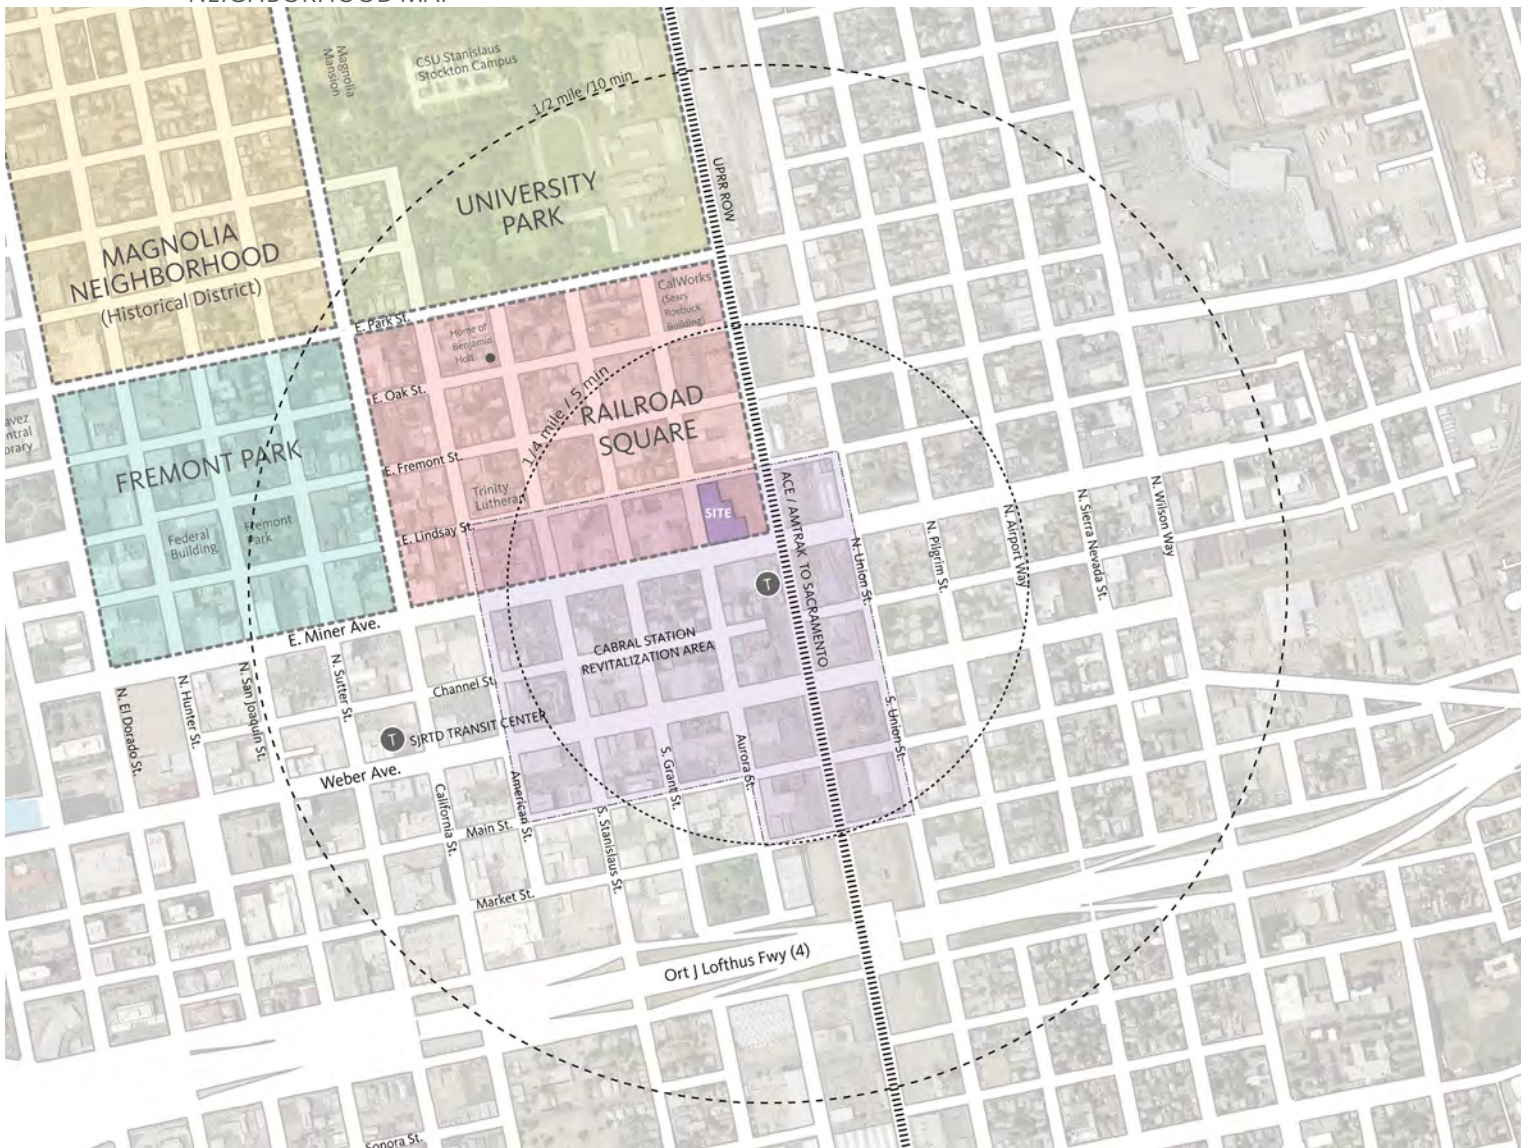 NEIGHBORHOOD MAP
Magnolia
Mansion
CSU Stanislaus
Stockton Campus
1/2 mile /10 min
UPRR ROW
UNIVERSITY
PARK
MAGNOLIA
NEIGHBORHOOD
(Historical District)
CalWorks
(Sears
Roebuck
Building)
E. Park St.
Home of
Benjamin
Holt
E. Oak St.
1/4 mile / 5 min
RAILROAD
SQUARE
avez
ntral
brary
FREMONT PARK
E. Fremont St.
Trinity
Lutheran
SITE
ACE / AMTRAK TO SACRAMENTO
Federal
Building
Fremont
Park
E. Lindsay St.
N. Union St.
N. Pilgrim St.
N. Airport Way
N. Sierra Nevada St.
N. Wilson Way
T
E. Miner Ave.
CABRAL STATION
REVITALIZATION AREA
N. El Dorado St.
N. Hunter St.
N. San Joaquin St.
N. Sutter St.
Channel St.
T
SJRTD TRANSIT CENTER
S. Union St.
Weber Ave.
California St.
American St.
S. Stanislaus St.
S. Grant St.
Aurora St.
Main St.
Market St.
Ort J Lofthus Fwy (4)
Sonora St.